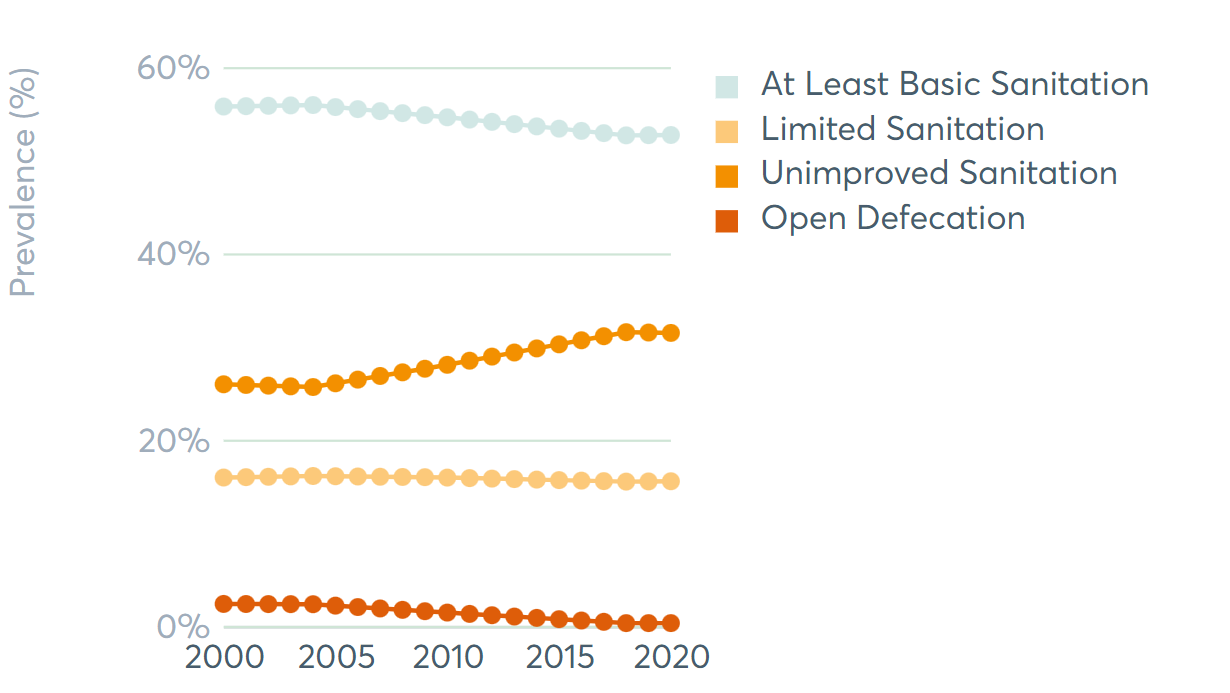 Prevalence (%)
60%
40%
20%
0%
2000 2005 2010 2015 2020
At Least Basic Sanitation
Limited Sanitation
Unimproved Sanitation
Open Defecation